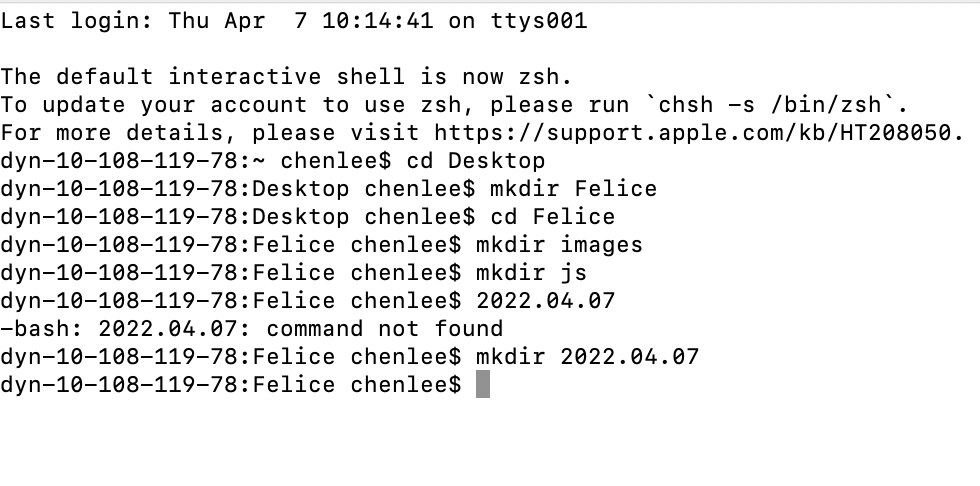 Last login: Thu Apr  7 10:14:41 on ttys001

The default interactive shell is now zsh.
To update your account to use zsh, please run `chsh -s /bin/zsh`.
For more details, please visit https://support.apple.com/kb/HT208050.
dyn-10-108-119-78:~ chenlee$ cd Desktop
dyn-10-108-119-78:Desktop chenlee$ mkdir Felice
dyn-10-108-119-78:Desktop chenlee$ cd Felice
dyn-10-108-119-78:Felice chenlee$ mkdir images
dyn-10-108-119-78:Felice chenlee$ mkdir js
dyn-10-108-119-78:Felice chenlee$ 2022.04.07
-bash: 2022.04.07: command not found
dyn-10-108-119-78:Felice chenlee$ mkdir 2022.04.07
dyn-10-108-119-78:Felice chenlee$